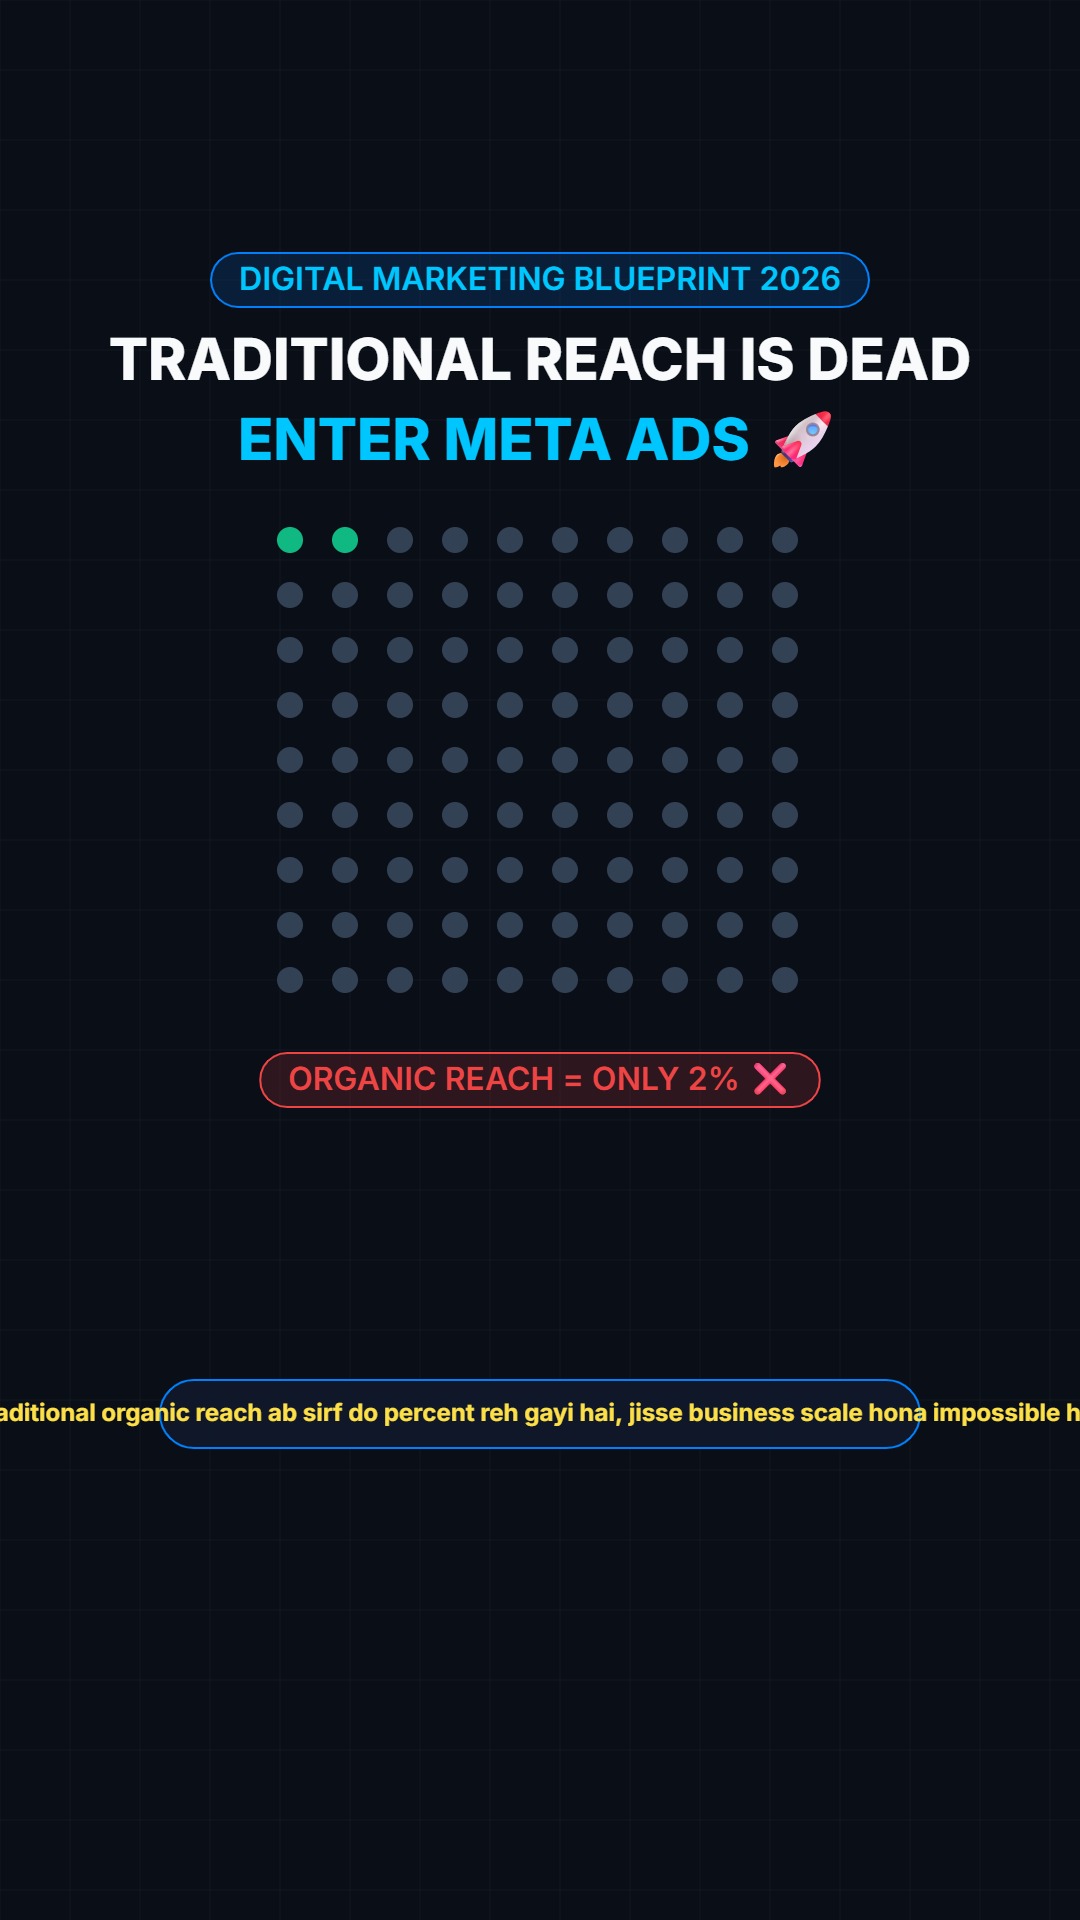 DIGITAL MARKETING BLUEPRINT 2026
TRADITIONAL REACH IS DEAD
ENTER META ADS 🚀
ORGANIC REACH = ONLY 2% ❌
organic reach ab sirf do percent reh gayi hai, jisse business scale hona impossible